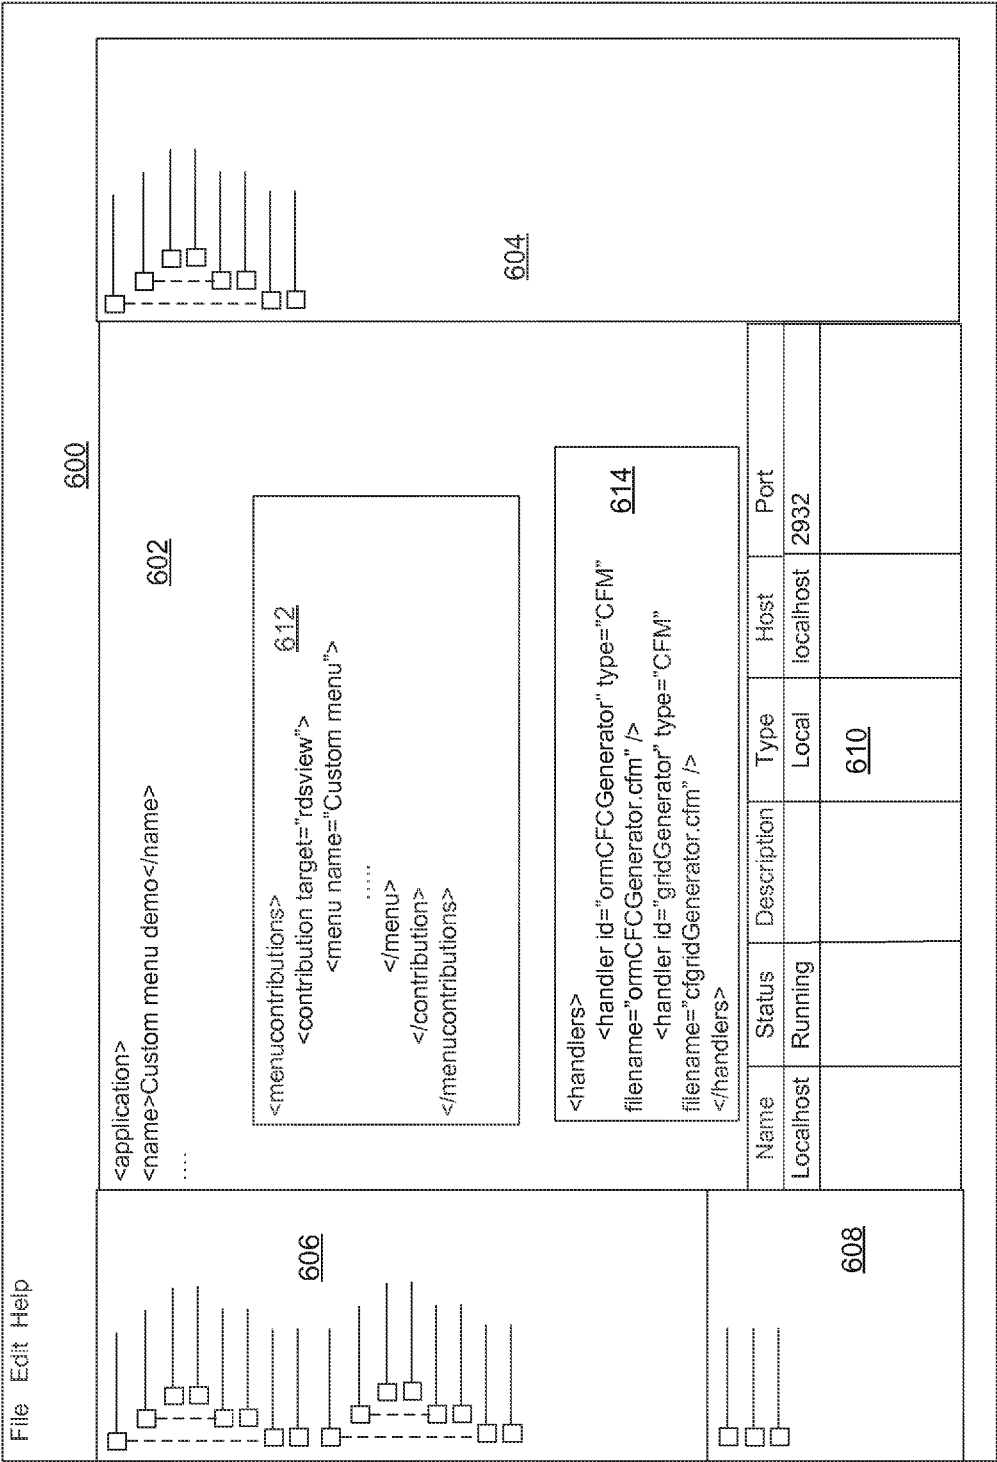 File Edit Help
600
<application>
<name>Custom menu demo</name>
....
602
<menucontributions>
612
<contribution target="rdsview">
<menu name="Custom menu">
.....
</menu>
</contribution>
</menucontributions>
<handlers>
<handler id="ormCFCGenerator" type="CFM"
614
filename="ormCFCGenerator.cfm" />
<handler id="gridGenerator" type="CFM"
filename="cfgridGenerator.cfm" />
</handlers>
604
606
608
Name Status Description Type Host Port
Localhost Running Local localhost 2932
610